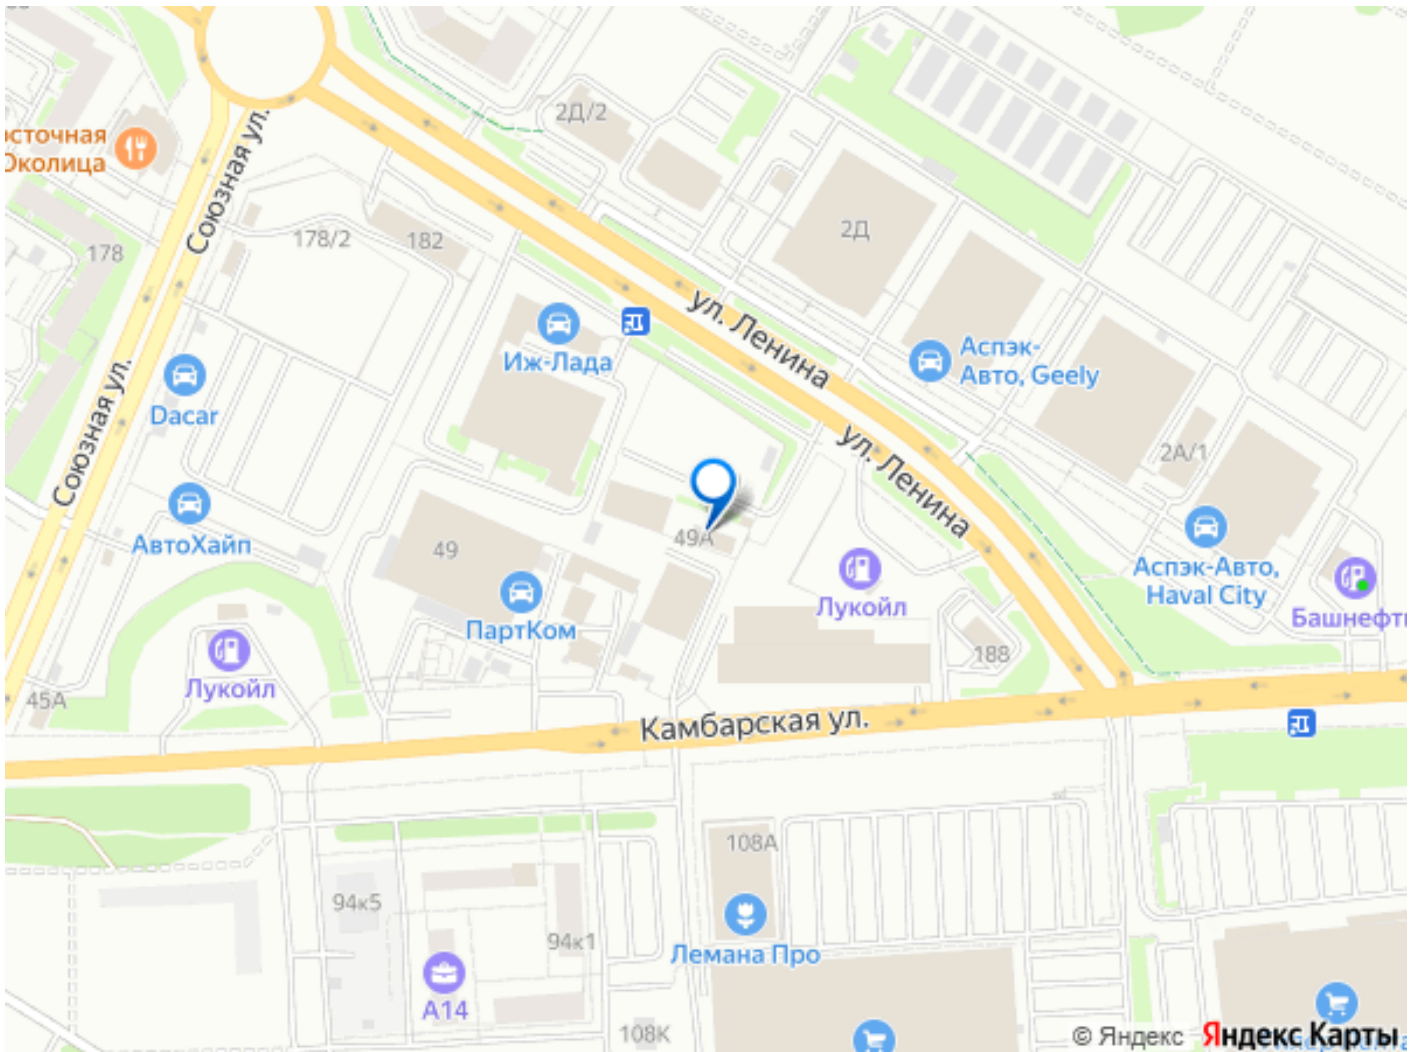 2Д/2
Союзная ул.
осточная
Околица
178
178/2
182
2Д
ул. Ленина
Иж-Лада
Аспэк-
Авто, Geely
Dacar
Союзная ул.
ул. Ленина
2А/1
АвтоХайп
49
49А
Аспэк-Авто,
Haval City
Лукойл
Башнефть
ПартКом
188
Лукойл
45А
Камбарская ул.
108А
94к5
94к1
Лемана Про
А14
108К
© Яндекс Яндекс Карты